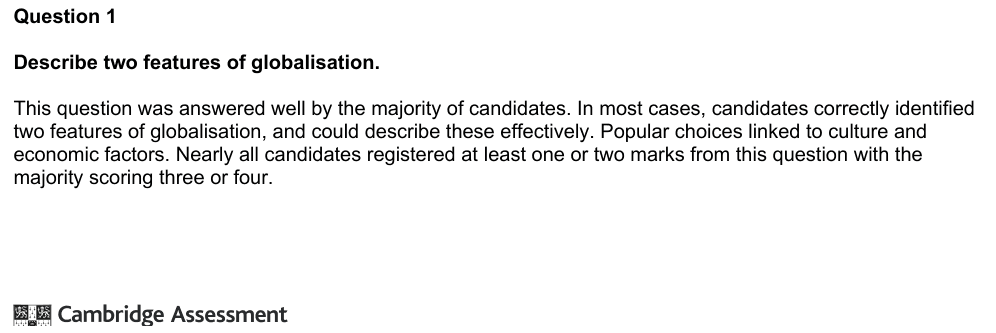 Question 1
Describe two features of globalisation.
This question was answered well by the majority of candidates. In most cases, candidates correctly identified
two features of globalisation, and could describe these effectively. Popular choices linked to culture and
economic factors. Nearly all candidates registered at least one or two marks from this question with the
majority scoring three or four.
Cambridge Assessment